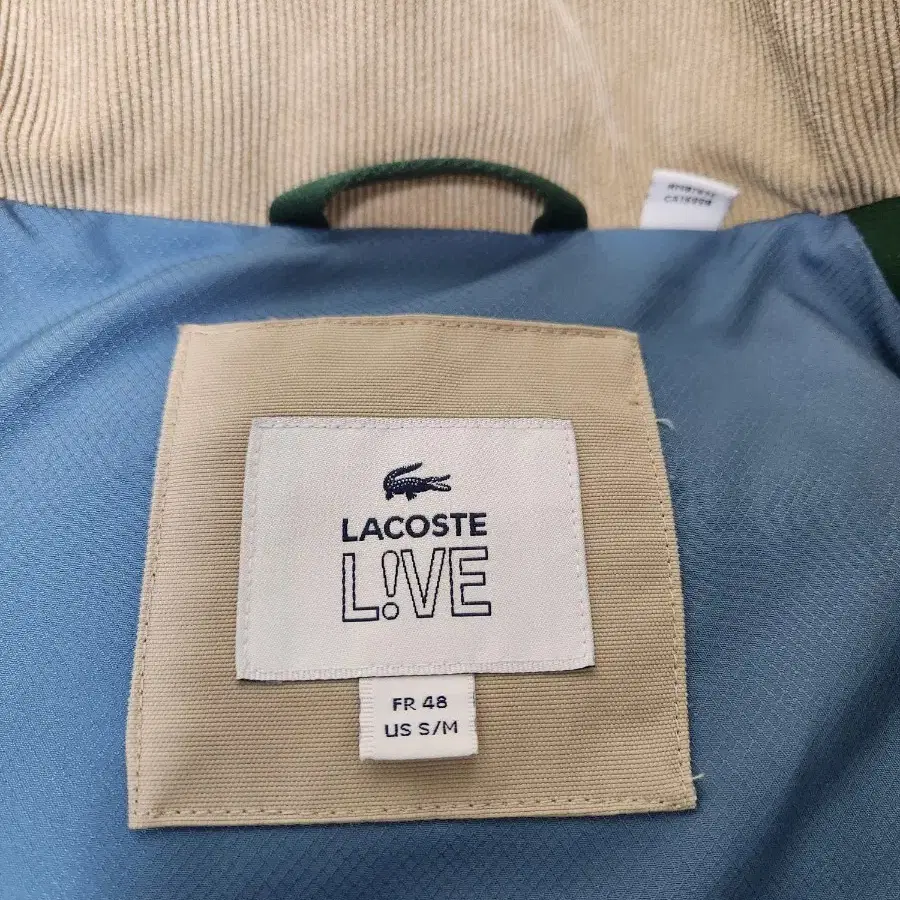 LACOSTE
L!VE
FR 48
US S/M